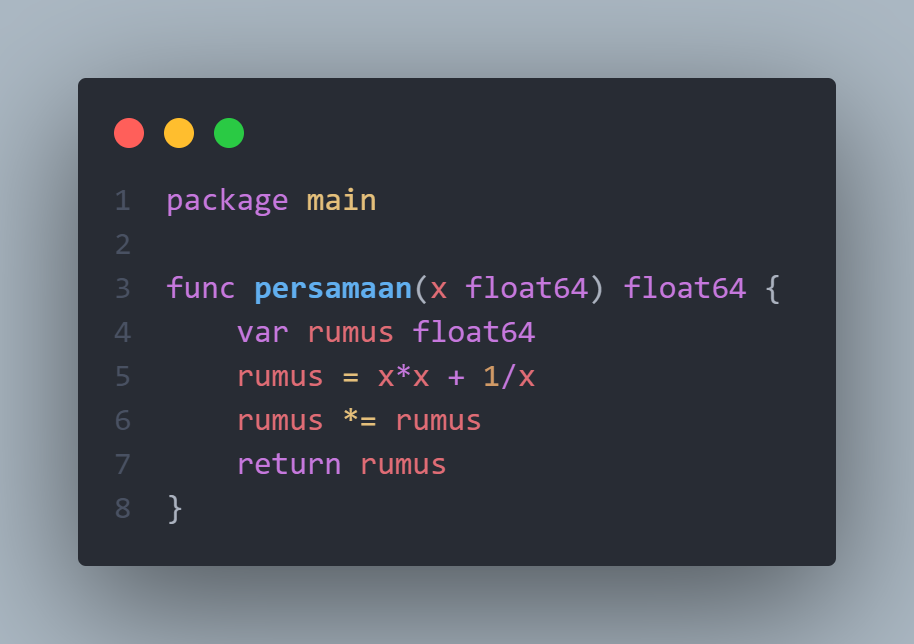 1 package main
2
3 func persamaan(x float64) float64 {
4     var rumus float64
5     rumus = x*x + 1/x
6     rumus *= rumus
7     return rumus
8 }